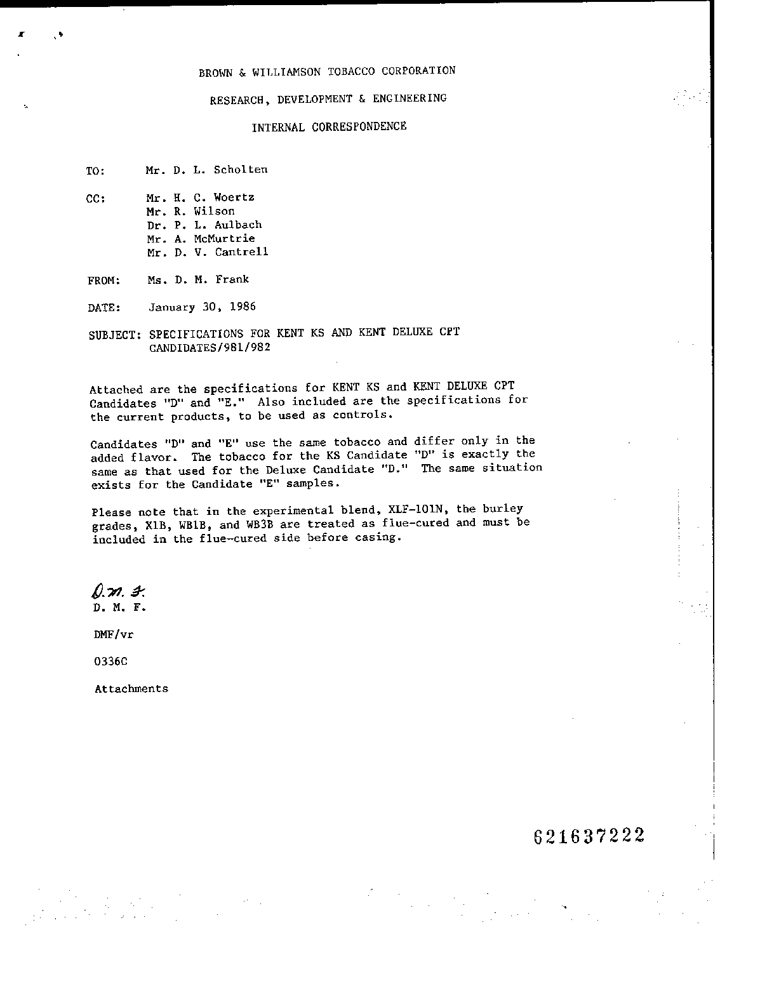 BROWN & WILLIAMSON TOBACCO CORPORATION
RESEARCH, DEVELOPMENT & ENGINEERING
INTERNAL CORRESPONDENCE
TO: Mr. D. L. Scholten
CC: Mr. H. C. Woertz
Mr. R. Wilson
Dr. P. L. Aulbach
Mr. A. McMurtrie
Mr. D. V. Cantrell
FROM: Ms. D. M. Frank
DATE: January 30, 1986
SUBJECT: SPECIFICATIONS FOR KENT KS AND KENT DELUXE CPT
CANDIDATES/981/982
Attached are the specifications for KENT KS and KENT DELUXE CPT
Candidates "D" and "E." Also included are the specifications for
the current products, to be used as controls.
Candidates "D" and "E" use the same tobacco and differ only in the
added flavor. The tobacco for the KS Candidate "D" is exactly the
same as that used for the Deluxe Candidate "D." The same situation
exists for the Candidate "E" samples.
Please note that in the experimental blend, XLF-101N, the burley
grades, X1B, WB1B, and WB3B are treated as flue-cured and must be
included in the flue-cured side before casing.
D.M. F.
D. M. F.
DMF/vr
0336C
Attachments
621637222